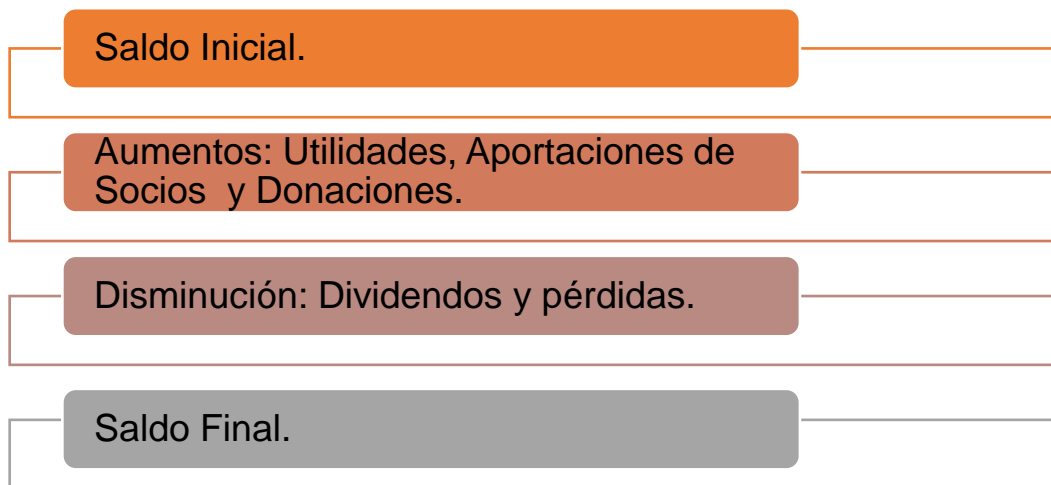 Saldo Inicial.
Aumentos: Utilidades, Aportaciones de
Socios  y Donaciones.
Disminución: Dividendos y pérdidas.
Saldo Final.